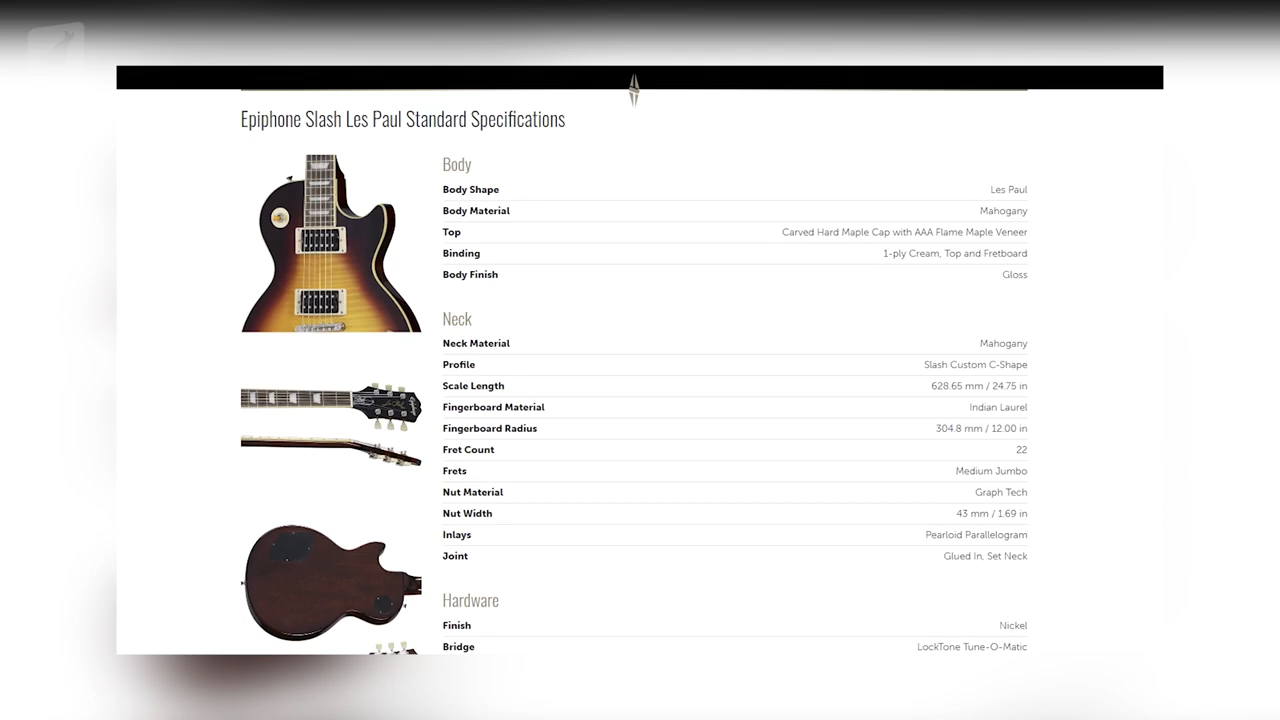 Epiphone Slash Les Paul Standard Specifications
Body
Body Shape Les Paul
Body Material Mahogany
Top Carved Hard Maple Cap with AAA Flame Maple Veneer
Binding 1-ply Cream, Top and Fretboard
Body Finish Gloss
Neck
Neck Material Mahogany
Profile Slash Custom C-Shape
Scale Length 628.65 mm / 24.75 in
Fingerboard Material Indian Laurel
Fingerboard Radius 304.8 mm / 12.00 in
Fret Count 22
Frets Medium Jumbo
Nut Material Graph Tech
Nut Width 43 mm / 1.69 in
Inlays Pearloid Parallelogram
Joint Glued In, Set Neck
Hardware
Finish Nickel
Bridge LockTone Tune-O-Matic